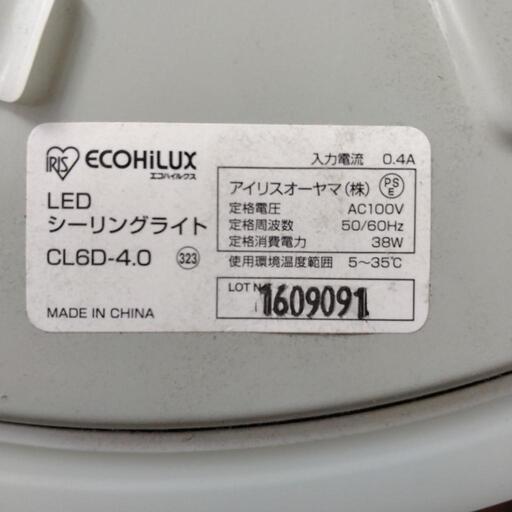 IRIS ECOHiLUX
エコハイルクス
LED
シーリングライト
CL6D-4.0 323
MADE IN CHINA
入力電流 0.4A
アイリスオーヤマ(株) PSE
定格電圧 AC100V
定格周波数 50/60Hz
定格消費電力 38W
使用環境温度範囲 5~35℃
LOT No. 1609091